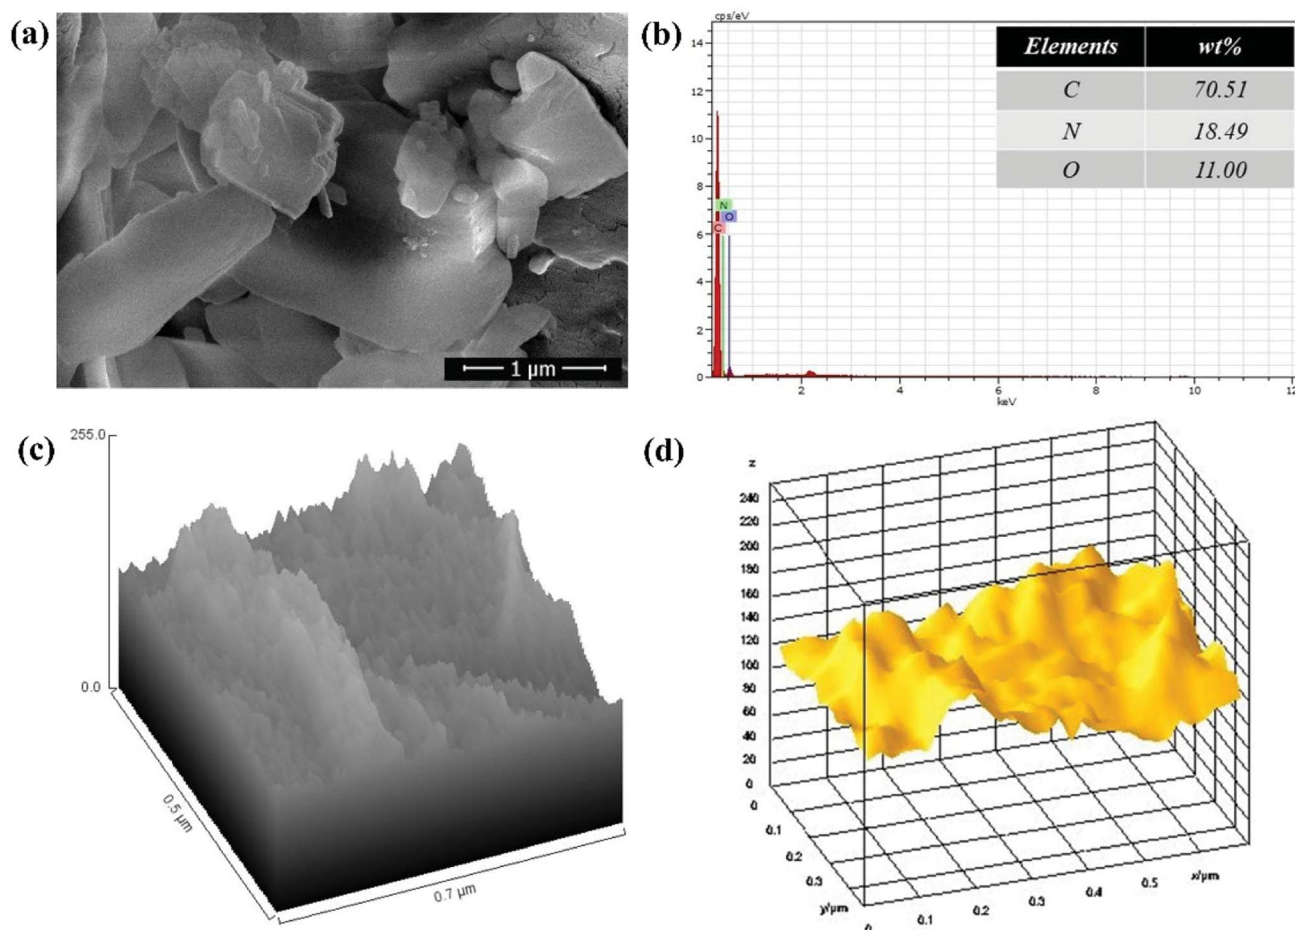 (a)
1 µm
(b)
cps/eV
Elements wt%
C 70.51
N 18.49
O 11.00
14
12
10
8
6
4
2
0
N
O
C
2 4 6 8 10 12
keV
(c)
255.0
0.0
0.5 µm
0.7 µm
(d)
z
240
220
200
180
160
140
120
100
80
60
40
20
0
0
0.1
0.2
0.3
y/µm
0
0.1
0.2
0.3
0.4
0.5
x/µm